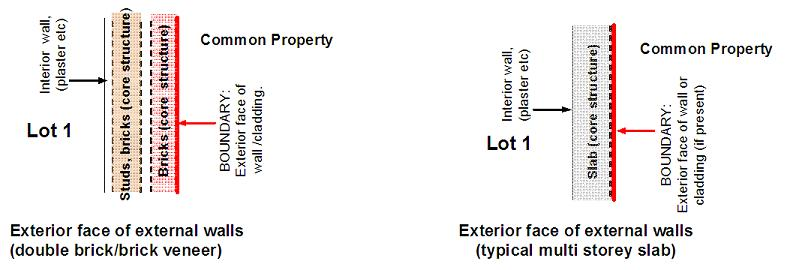 Interior wall,
(plaster etc)
Lot 1
Studs, bricks (core structure)
Bricks (core structure)
Common Property
BOUNDARY:
Exterior face of
wall /cladding.
Exterior face of external walls
(double brick/brick veneer)
Interior wall,
(plaster etc)
Lot 1
Slab (core structure)
Common Property
BOUNDARY:
Exterior face of wall or
cladding (if present)
Exterior face of external walls
(typical multi storey slab)